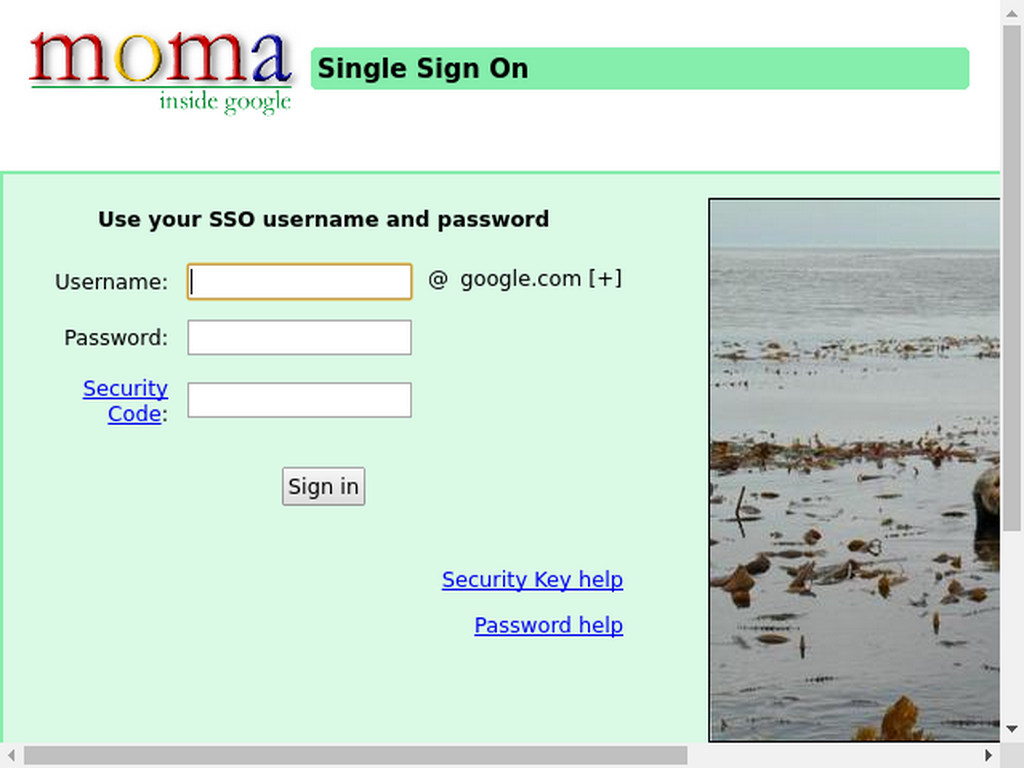 moma
inside google
Single Sign On
Use your SSO username and password
Username: @ google.com [+]
Password:
Security
Code:
Sign in
Security Key help
Password help